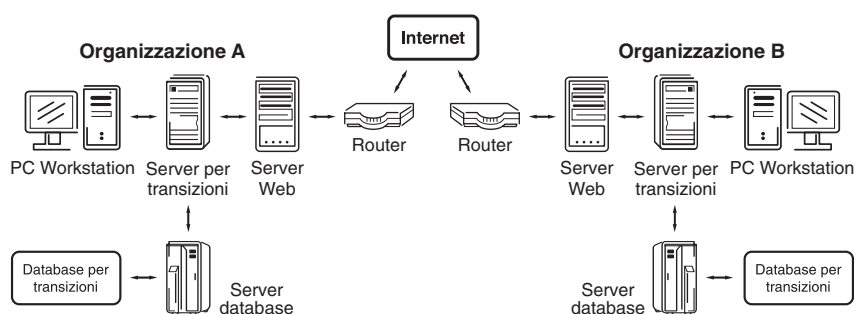 Internet
Organizzazione A
Organizzazione B
PC Workstation
Server per
transizioni
Server
Web
Router
Router
Server
Web
Server per
transizioni
PC Workstation
Database per
transizioni
Server
database
Server
database
Database per
transizioni